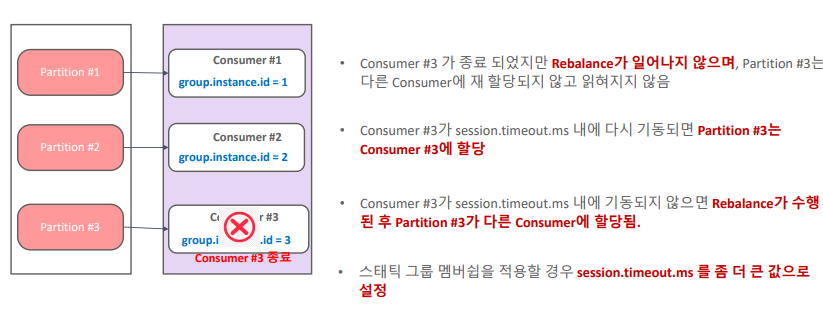 Partition #1
Partition #2
Partition #3
Consumer #1
group.instance.id = 1
Consumer #2
group.instance.id = 2
#3
id = 3
Consumer #3 종료
• Consumer #3 가 종료 되었지만 Rebalance가 일어나지 않으며, Partition #3는
다른 Consumer에 재 할당되지 않고 읽혀지지 않음
• Consumer #3가 session.timeout.ms 내에 다시 기동되면 Partition #3는
Consumer #3에 할당
• Consumer #3가 session.timeout.ms 내에 기동되지 않으면 Rebalance가 수행
된 후 Partition #3가 다른 Consumer에 할당됨.
• 스태틱 그룹 멤버쉽을 적용할 경우 session.timeout.ms 를 좀 더 큰 값으로
설정